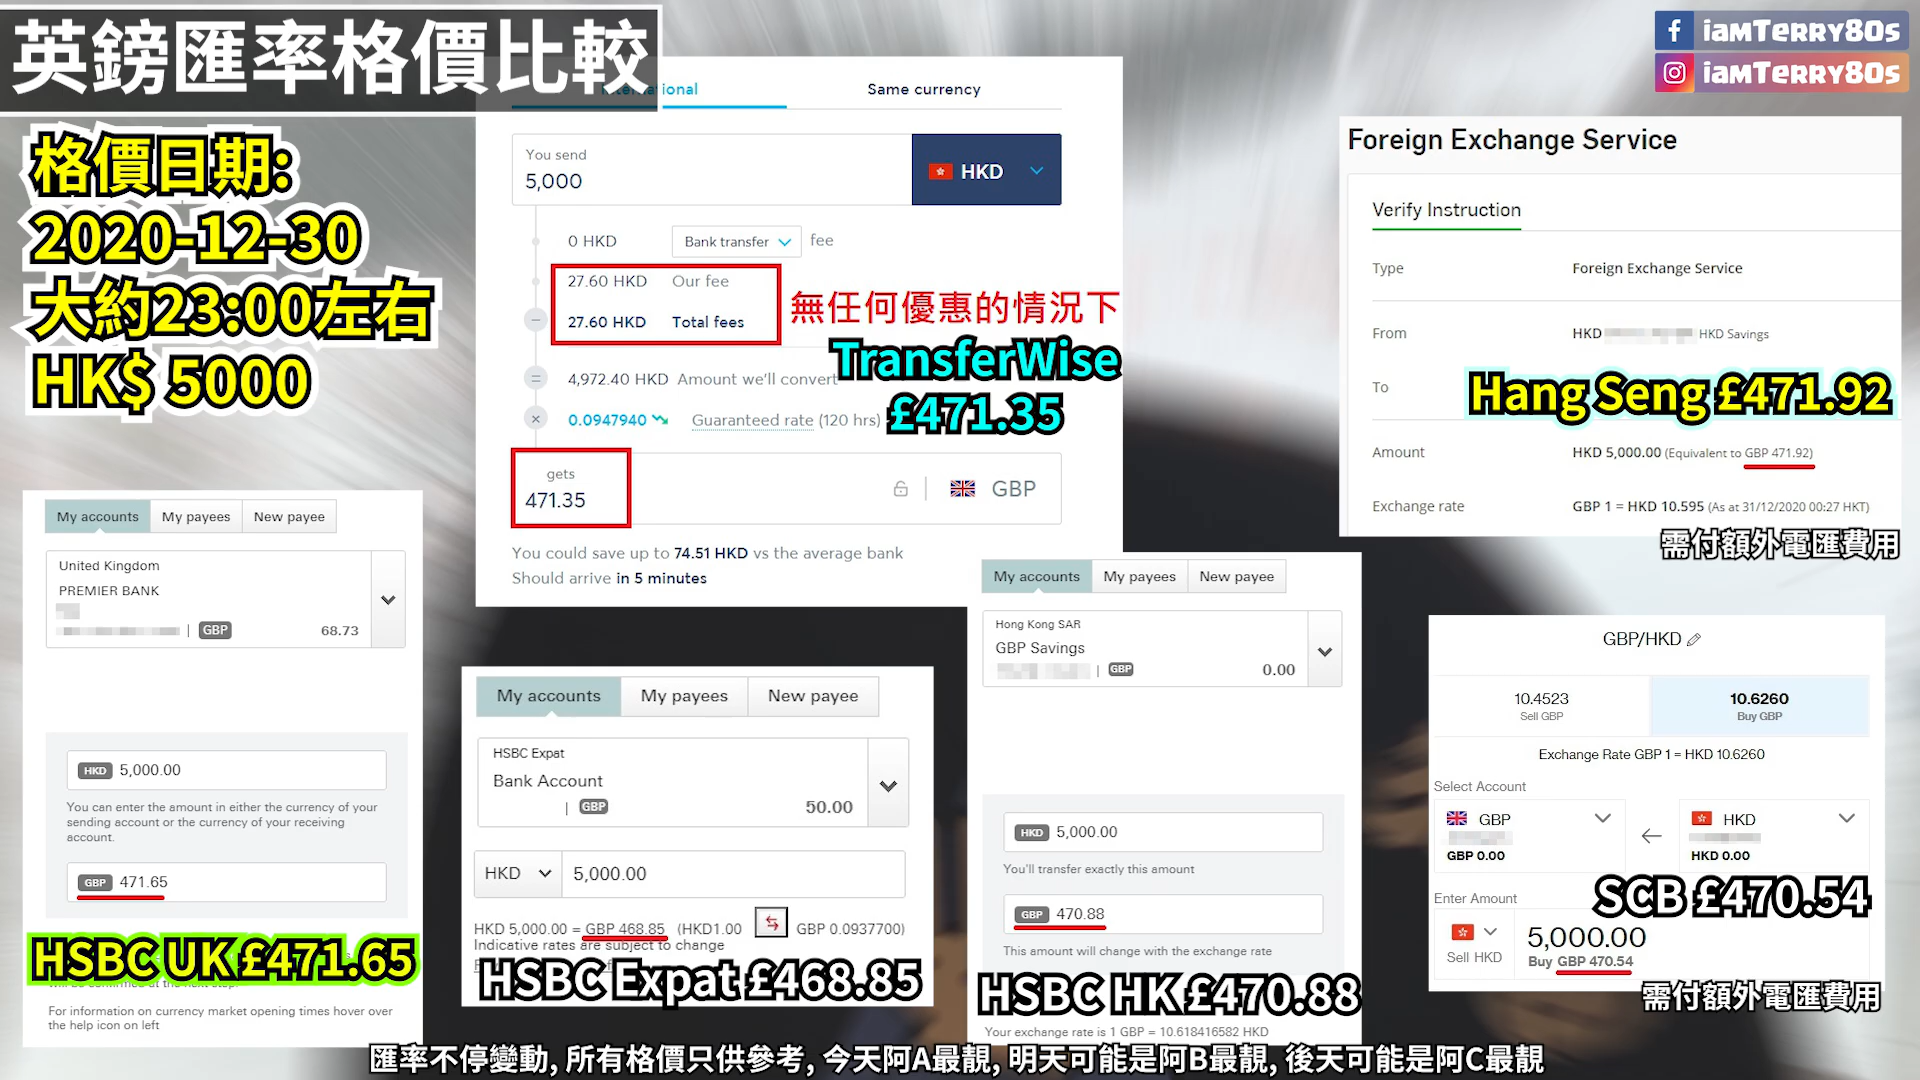 英鎊匯率格價比較
iamTerry80s
iamTerry80s
格價日期:
2020-12-30
大約23:00左右
HK$ 5000
Same currency
You send
5,000
HKD
0 HKD Bank transfer fee
27.60 HKD Our fee
27.60 HKD Total fees
無任何優惠的情況下
TransferWise
£471.35
4,972.40 HKD Amount we'll convert
0.0947940 Guaranteed rate (120 hrs)
gets
471.35
GBP
You could save up to 74.51 HKD vs the average bank
Should arrive in 5 minutes
Foreign Exchange Service
Verify Instruction
Type Foreign Exchange Service
From HKD HKD Savings
To
Hang Seng £471.92
Amount HKD 5,000.00 (Equivalent to GBP 471.92)
Exchange rate GBP 1 = HKD 10.595 (As at 31/12/2020 00:27 HKT)
需付額外電匯費用
My accounts My payees New payee
United Kingdom
PREMIER BANK
| GBP 68.73
HKD 5,000.00
You can enter the amount in either the currency of your
sending account or the currency of your receiving
account.
GBP 471.65
HSBC UK £471.65
For information on currency market opening times hover over
the help icon on left
My accounts My payees New payee
HSBC Expat
Bank Account
| GBP 50.00
HKD 5,000.00
HKD 5,000.00 = GBP 468.85 (HKD1.00 GBP 0.0937700)
Indicative rates are subject to change
HSBC Expat £468.85
My accounts My payees New payee
Hong Kong SAR
GBP Savings
| GBP 0.00
HKD 5,000.00
You'll transfer exactly this amount
GBP 470.88
This amount will change with the exchange rate
HSBC HK £470.88
Your exchange rate is 1 GBP = 10.618416582 HKD
GBP/HKD
10.4523 10.6260
Sell GBP Buy GBP
Exchange Rate GBP 1 = HKD 10.6260
Select Account
GBP HKD
GBP 0.00 HKD 0.00
SCB £470.54
Enter Amount
5,000.00
Sell HKD Buy GBP 470.54
需付額外電匯費用
匯率不停變動, 所有格價只供參考, 今天阿A最靚, 明天可能是阿B最靚, 後天可能是阿C最靚